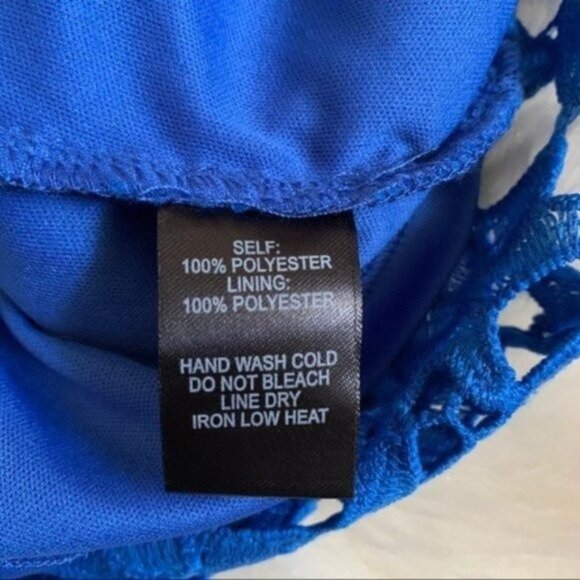 SELF:
100% POLYESTER
LINING:
100% POLYESTER
HAND WASH COLD
DO NOT BLEACH
LINE DRY
IRON LOW HEAT